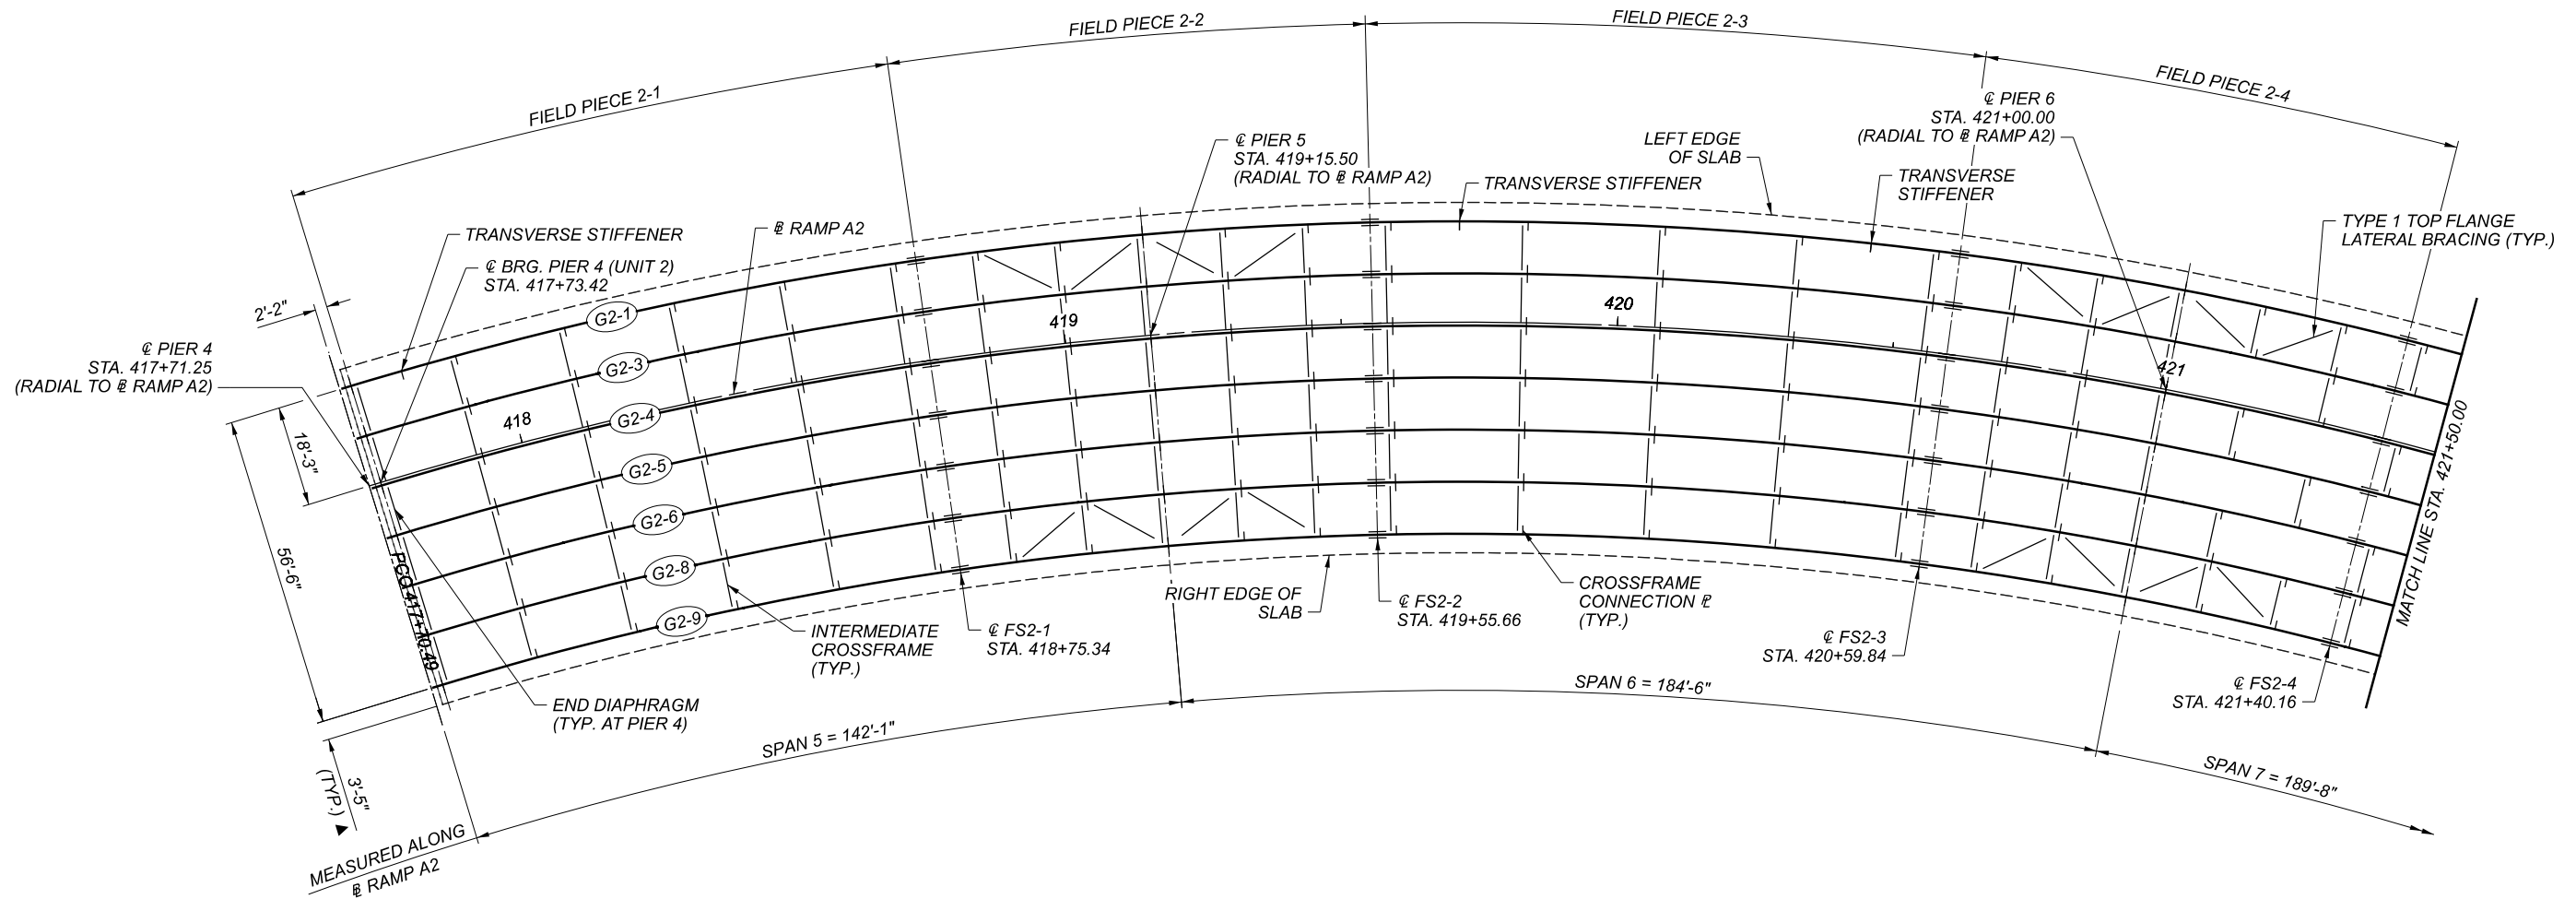 FIELD PIECE 2-1
FIELD PIECE 2-2
FIELD PIECE 2-3
FIELD PIECE 2-4
℄ PIER 6
STA. 421+00.00
(RADIAL TO ⅊ RAMP A2)
℄ PIER 5
STA. 419+15.50
(RADIAL TO ⅊ RAMP A2)
LEFT EDGE
OF SLAB
TRANSVERSE STIFFENER
TRANSVERSE
STIFFENER
TYPE 1 TOP FLANGE
LATERAL BRACING (TYP.)
TRANSVERSE STIFFENER
⅊ RAMP A2
℄ BRG. PIER 4 (UNIT 2)
STA. 417+73.42
2'-2"
℄ PIER 4
STA. 417+71.25
(RADIAL TO ⅊ RAMP A2)
18'-3"
56'-6"
3'-5"
(TYP.)
418
419
420
421
G2-1
G2-3
G2-4
G2-5
G2-6
G2-8
G2-9
PCC 417+10.49
MATCH LINE STA. 421+50.00
RIGHT EDGE OF
SLAB
INTERMEDIATE
CROSSFRAME
(TYP.)
END DIAPHRAGM
(TYP. AT PIER 4)
℄ FS2-1
STA. 418+75.34
℄ FS2-2
STA. 419+55.66
CROSSFRAME
CONNECTION ⅊
(TYP.)
℄ FS2-3
STA. 420+59.84
℄ FS2-4
STA. 421+40.16
SPAN 5 = 142'-1"
SPAN 6 = 184'-6"
SPAN 7 = 189'-8"
MEASURED ALONG
⅊ RAMP A2